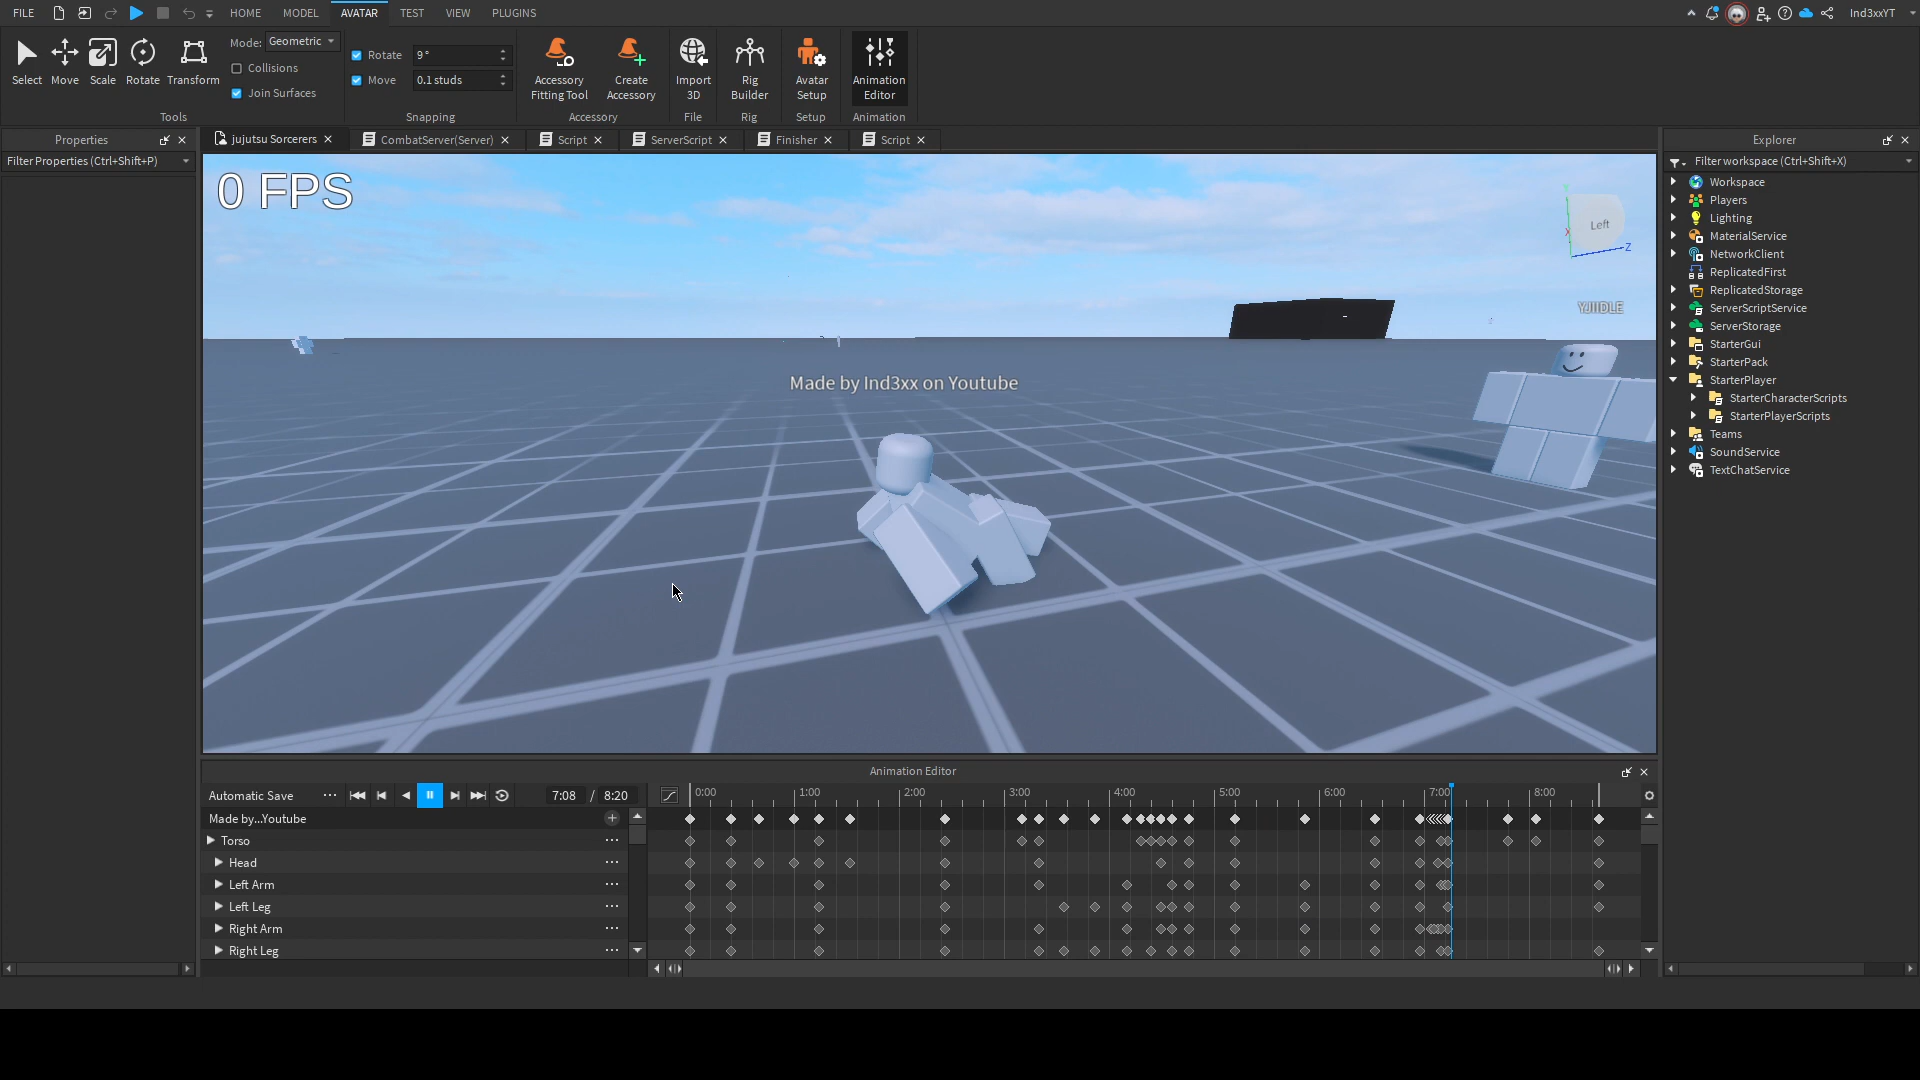 FILE HOME MODEL AVATAR TEST VIEW PLUGINS Ind3xxYT
Select Move Scale Rotate Transform
Mode: Geometric
Collisions
Join Surfaces
Tools
Rotate 9°
Move 0.1 studs
Snapping
Accessory Fitting Tool
Create Accessory
Accessory
Import 3D
File
Rig Builder
Rig
Avatar Setup
Setup
Animation Editor
Animation
Properties
Filter Properties (Ctrl+Shift+P)
jujutsu Sorcerers CombatServer(Server) Script ServerScript Finisher Script
0 FPS
Left
Y
X
Z
YJIIDLE
Made by Ind3xx on Youtube
Explorer
Filter workspace (Ctrl+Shift+X)
Workspace
Players
Lighting
MaterialService
NetworkClient
ReplicatedFirst
ReplicatedStorage
ServerScriptService
ServerStorage
StarterGui
StarterPack
StarterPlayer
StarterCharacterScripts
StarterPlayerScripts
Teams
SoundService
TextChatService
Animation Editor
Automatic Save ... 7:08 / 8:20 0:00 1:00 2:00 3:00 4:00 5:00 6:00 7:00 8:00
Made by...Youtube
Torso
Head
Left Arm
Left Leg
Right Arm
Right Leg